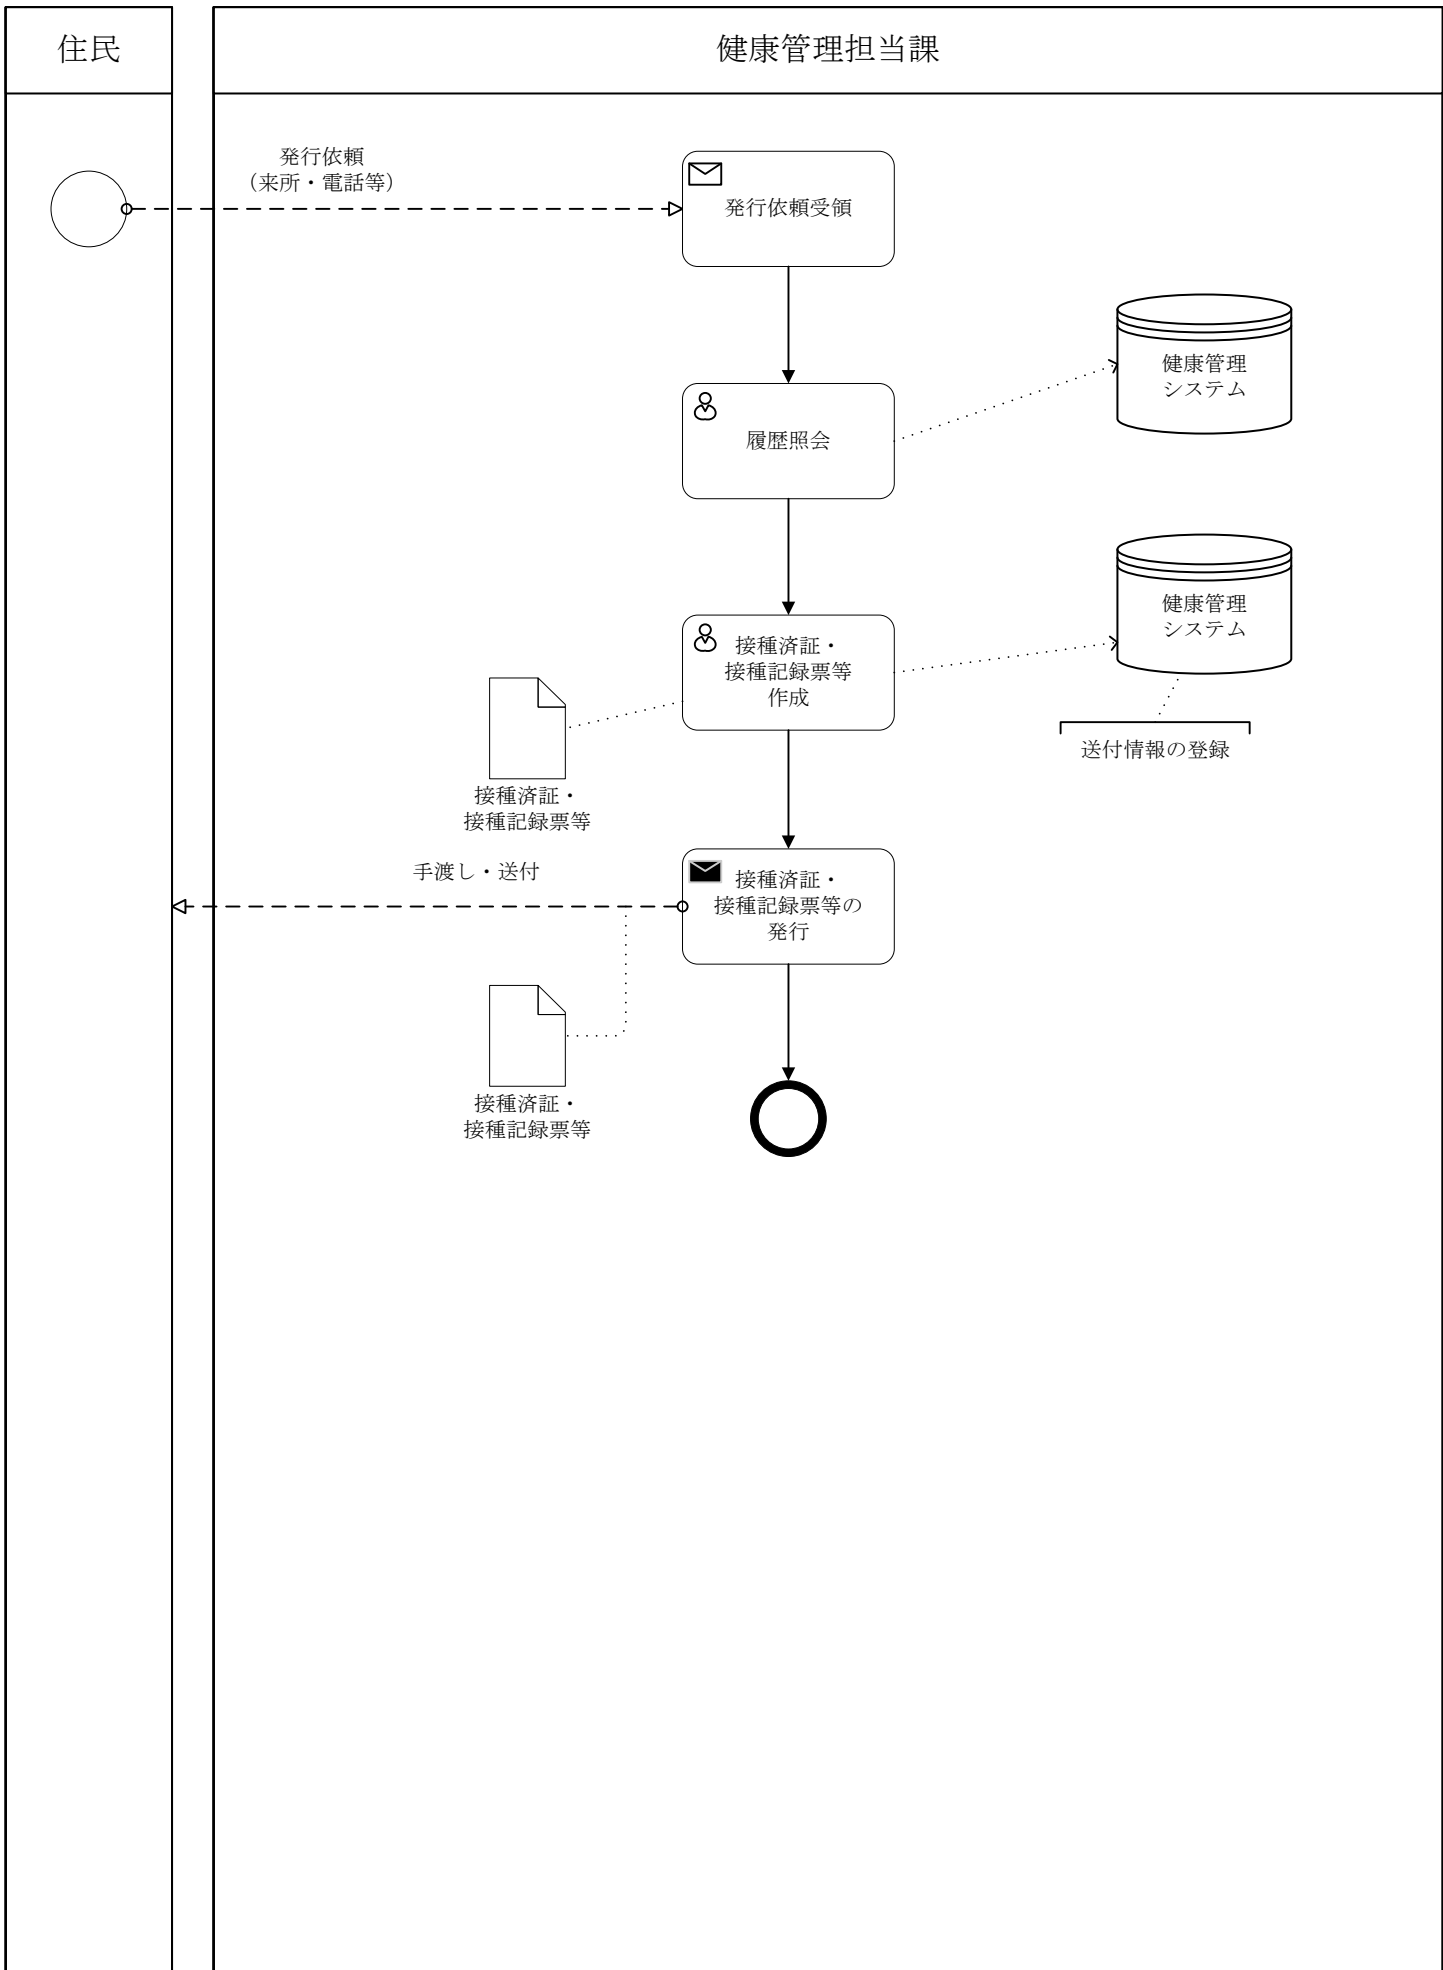 住民
健康管理担当課
発行依頼
（来所・電話等）
発行依頼受領
健康管理
システム
履歴照会
健康管理
システム
接種済証・
接種記録票等
作成
送付情報の登録
接種済証・
接種記録票等
手渡し・送付
接種済証・
接種記録票等の
発行
接種済証・
接種記録票等